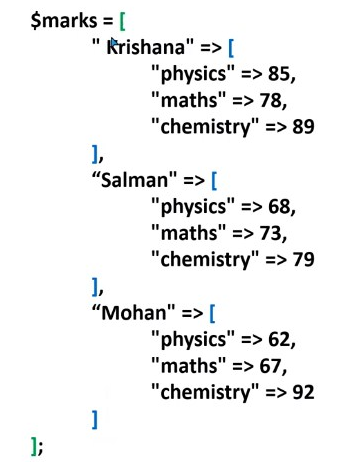 $marks = [
" Krishana" => [
"physics" => 85,
"maths" => 78,
"chemistry" => 89
],
“Salman" => [
"physics" => 68,
"maths" => 73,
"chemistry" => 79
],
“Mohan" => [
"physics" => 62,
"maths" => 67,
"chemistry" => 92
]
];